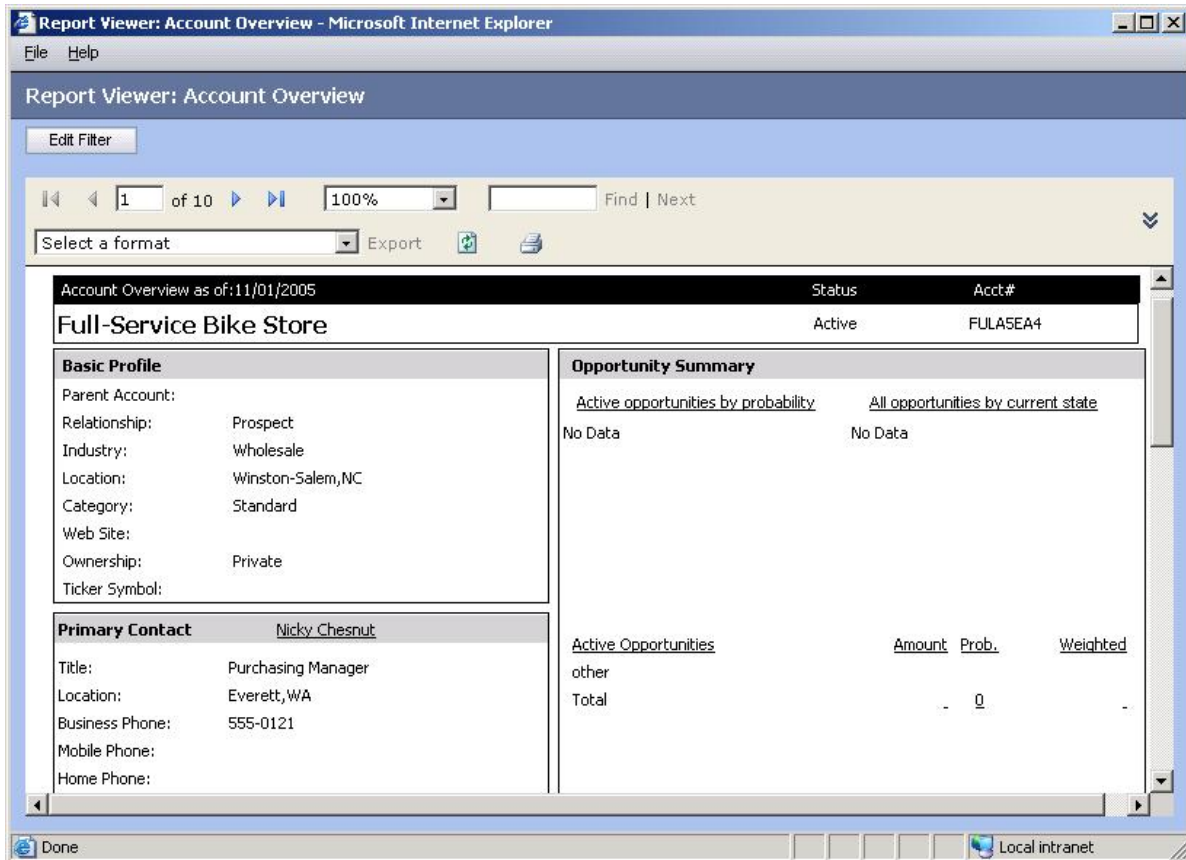 Report Viewer: Account Overview - Microsoft Internet Explorer
File Help
Report Viewer: Account Overview
Edit Filter
1 of 10 100% Find | Next
Select a format Export
Account Overview as of:11/01/2005 Status Acct#
Full-Service Bike Store Active FULA5EA4
Basic Profile
Parent Account:
Relationship: Prospect
Industry: Wholesale
Location: Winston-Salem,NC
Category: Standard
Web Site:
Ownership: Private
Ticker Symbol:
Primary Contact Nicky Chesnut
Title: Purchasing Manager
Location: Everett,WA
Business Phone: 555-0121
Mobile Phone:
Home Phone:
Opportunity Summary
Active opportunities by probability All opportunities by current state
No Data No Data
Active Opportunities Amount Prob. Weighted
other
Total - 0 -
Done Local intranet